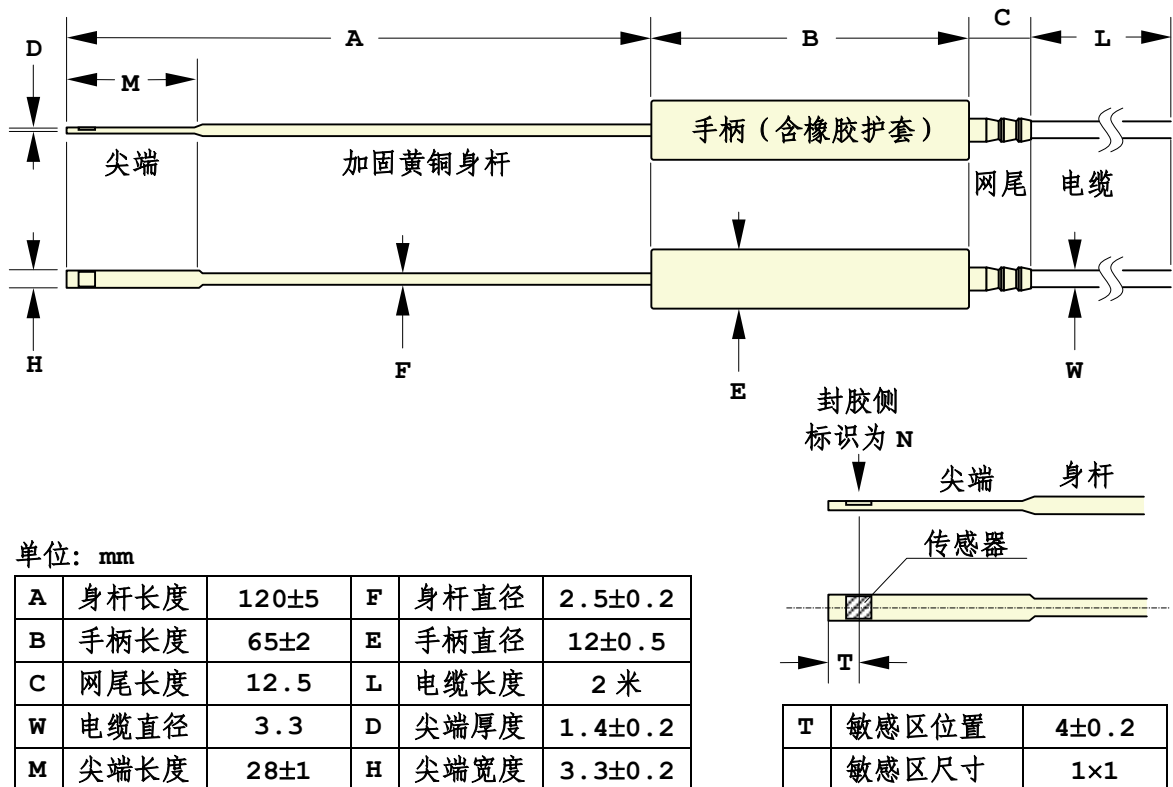 C
A
B
L
D
M
手柄（含橡胶护套）
尖端
加固黄铜身杆
网尾
电缆
H
F
E
W
封胶侧
标识为 N
尖端
身杆
传感器
T
单位: mm
A 身杆长度 120±5 F 身杆直径 2.5±0.2
B 手柄长度 65±2 E 手柄直径 12±0.5
C 网尾长度 12.5 L 电缆长度 2 米
W 电缆直径 3.3 D 尖端厚度 1.4±0.2
M 尖端长度 28±1 H 尖端宽度 3.3±0.2
T 敏感区位置 4±0.2
敏感区尺寸 1×1